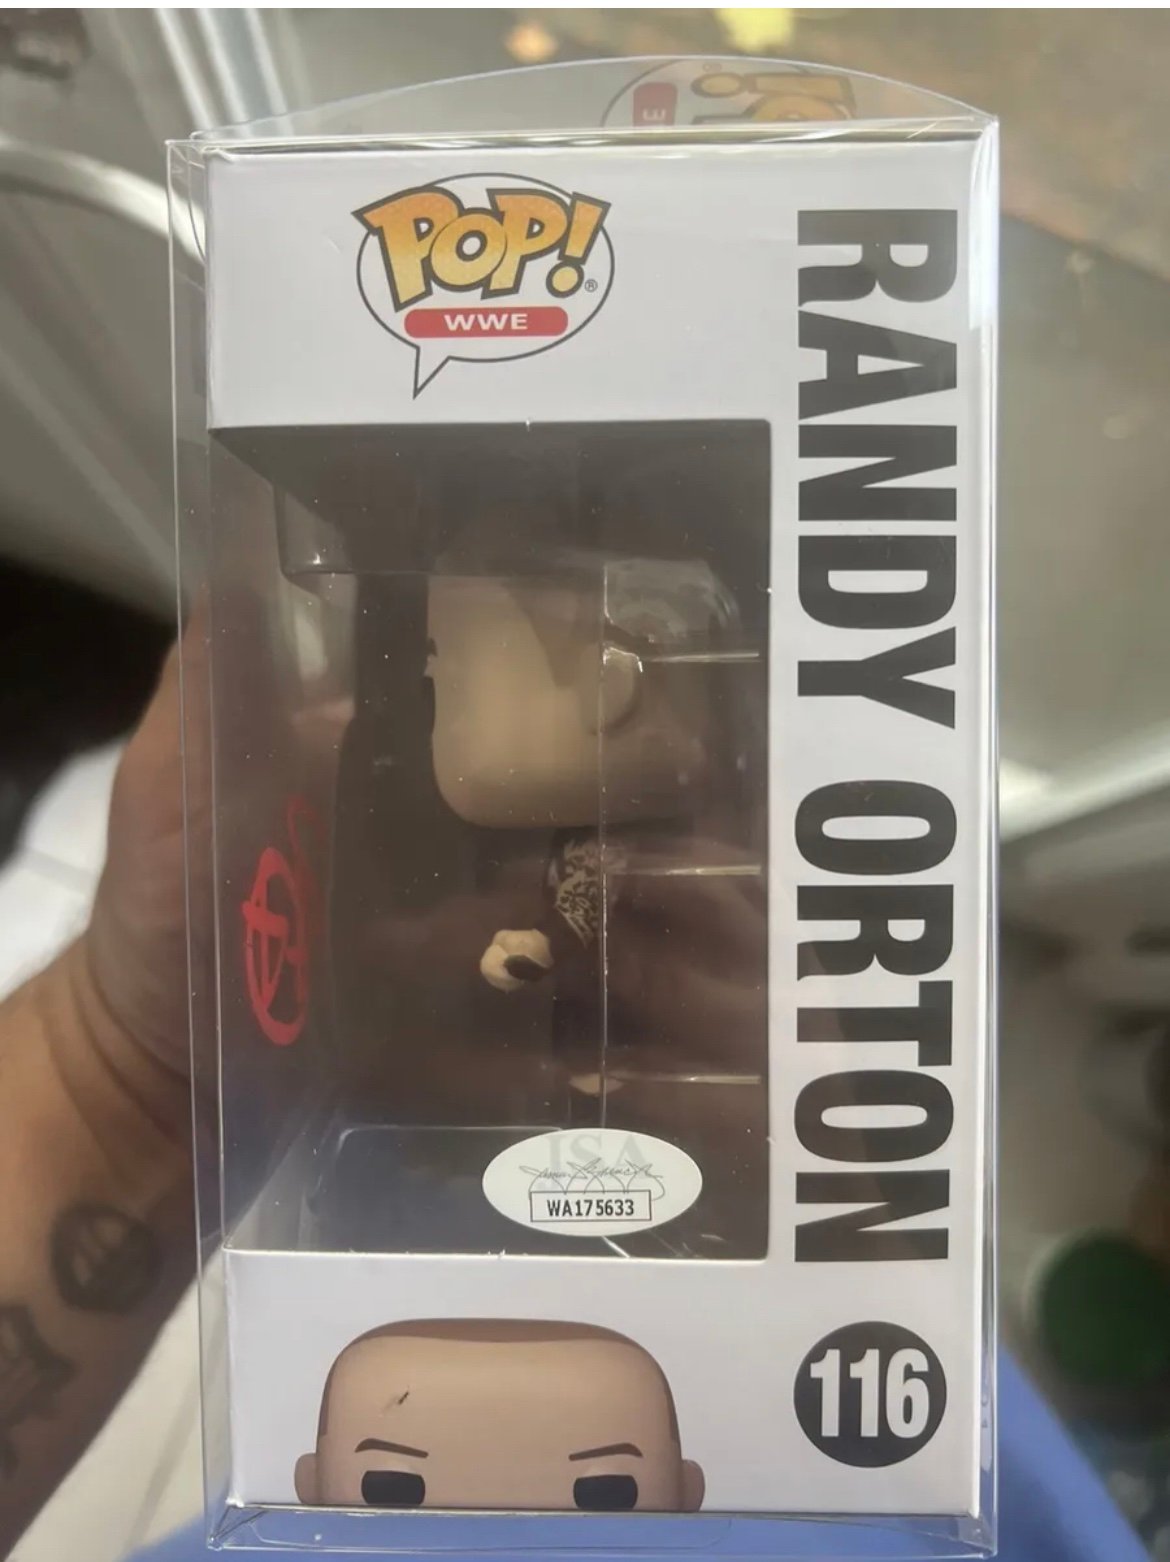 POP!®
WWE
RANDY ORTON
JSA
WA175633
116